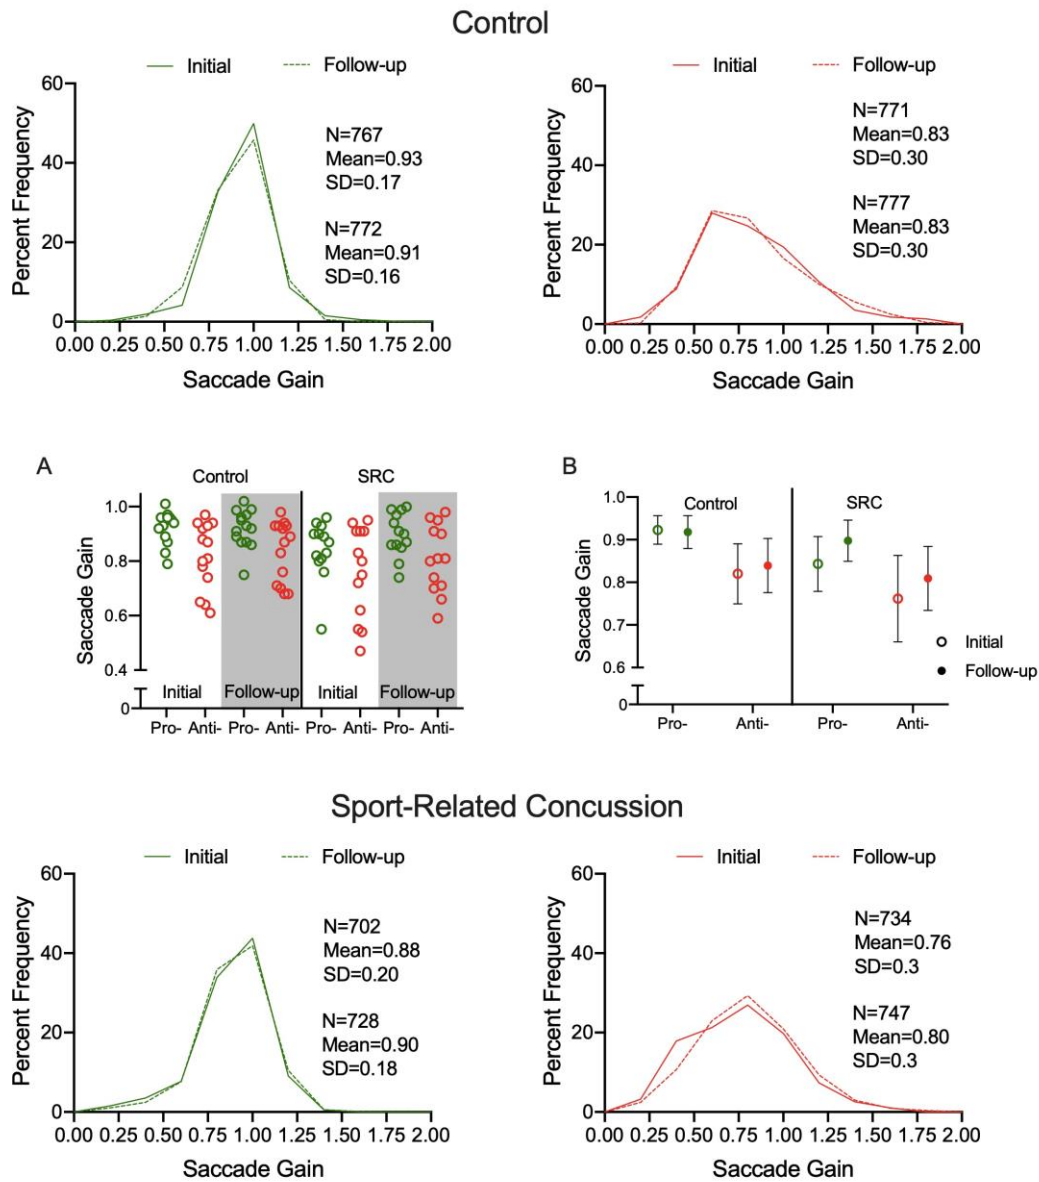 Control
Initial Follow-up
60
40
20
0
Percent Frequency
N=767
Mean=0.93
SD=0.17
N=772
Mean=0.91
SD=0.16
0.00 0.25 0.50 0.75 1.00 1.25 1.50 1.75 2.00
Saccade Gain
Initial Follow-up
60
40
20
0
Percent Frequency
N=771
Mean=0.83
SD=0.30
N=777
Mean=0.83
SD=0.30
0.00 0.25 0.50 0.75 1.00 1.25 1.50 1.75 2.00
Saccade Gain
A
Control SRC
1.0
0.8
0.6
0.4
0
Saccade Gain
Initial Follow-up Initial Follow-up
Pro- Anti- Pro- Anti- Pro- Anti- Pro- Anti-
B
Control SRC
1.0
0.9
0.8
0.7
0.6
0
Saccade Gain
Initial
Follow-up
Pro- Anti- Pro- Anti-
Sport-Related Concussion
Initial Follow-up
60
40
20
0
Percent Frequency
N=702
Mean=0.88
SD=0.20
N=728
Mean=0.90
SD=0.18
0.00 0.25 0.50 0.75 1.00 1.25 1.50 1.75 2.00
Saccade Gain
Initial Follow-up
60
40
20
0
Percent Frequency
N=734
Mean=0.76
SD=0.3
N=747
Mean=0.80
SD=0.3
0.00 0.25 0.50 0.75 1.00 1.25 1.50 1.75 2.00
Saccade Gain